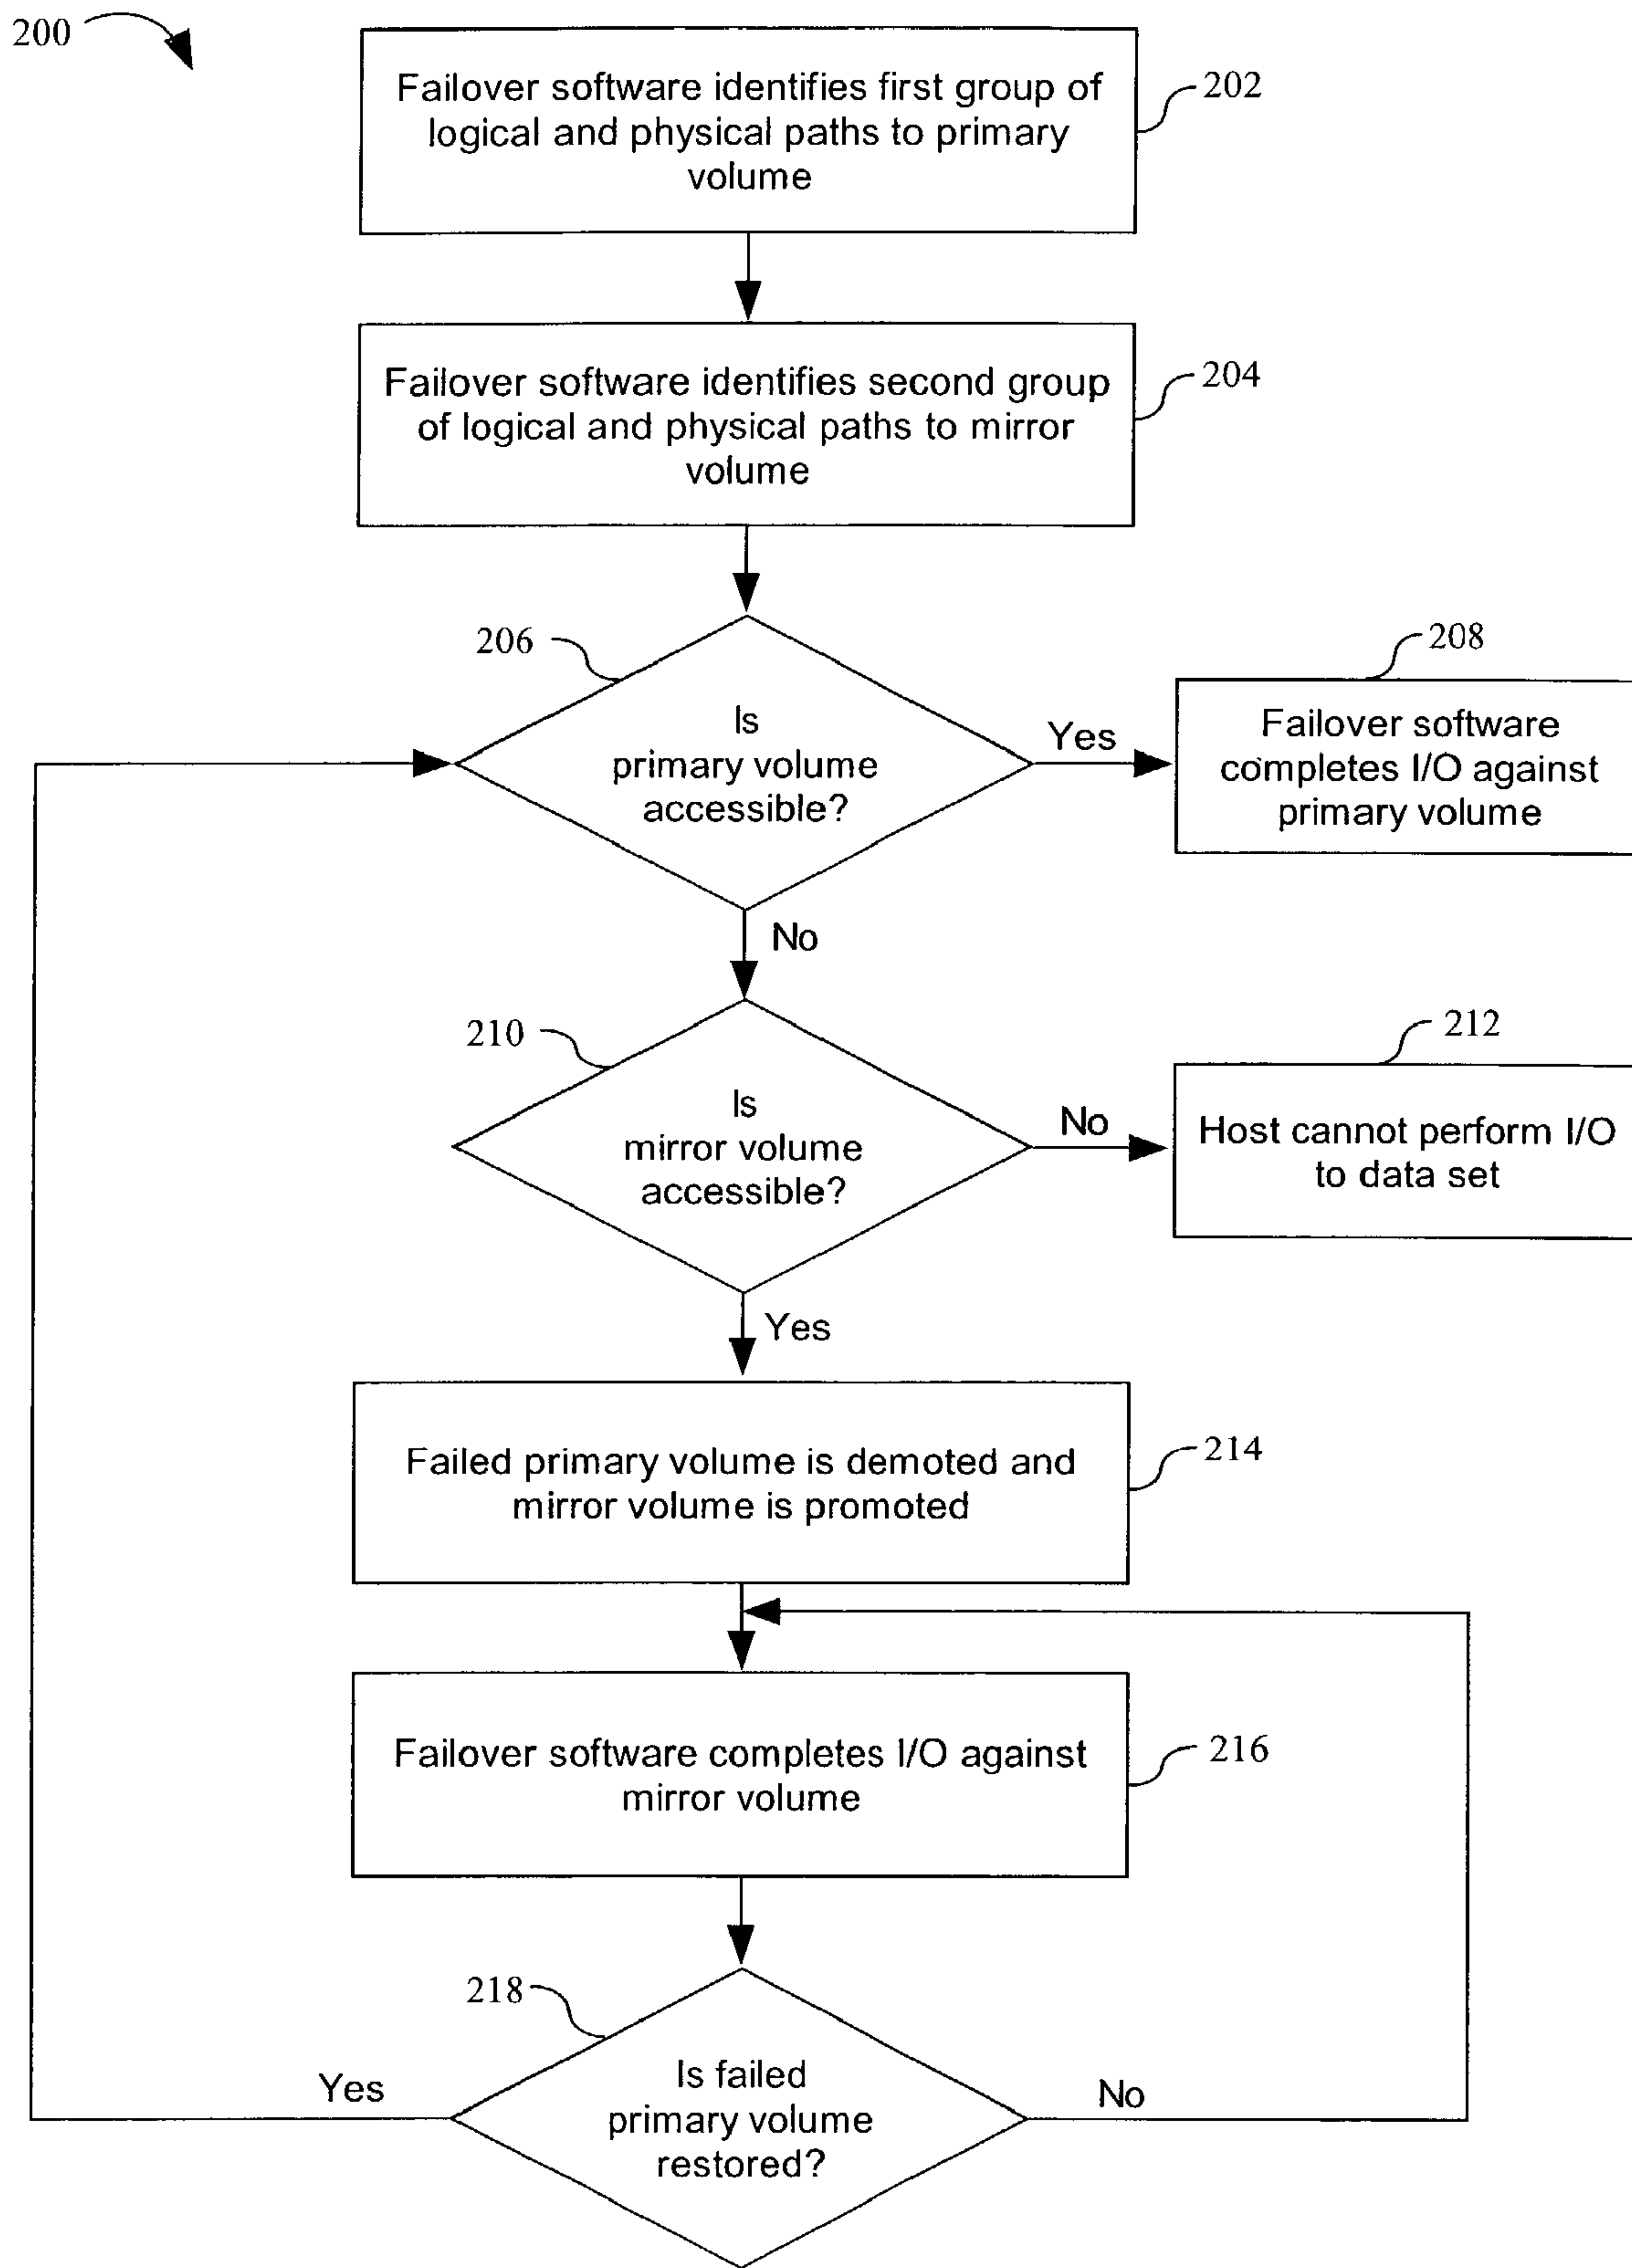 200
Failover software identifies first group of
logical and physical paths to primary
volume
202
Failover software identifies second group
of logical and physical paths to mirror
volume
204
206
Is
primary volume
accessible?
Yes
208
Failover software
completes I/O against
primary volume
No
210
Is
mirror volume
accessible?
No
212
Host cannot perform I/O
to data set
Yes
Failed primary volume is demoted and
mirror volume is promoted
214
Failover software completes I/O against
mirror volume
216
218
Is failed
primary volume
restored?
Yes
No